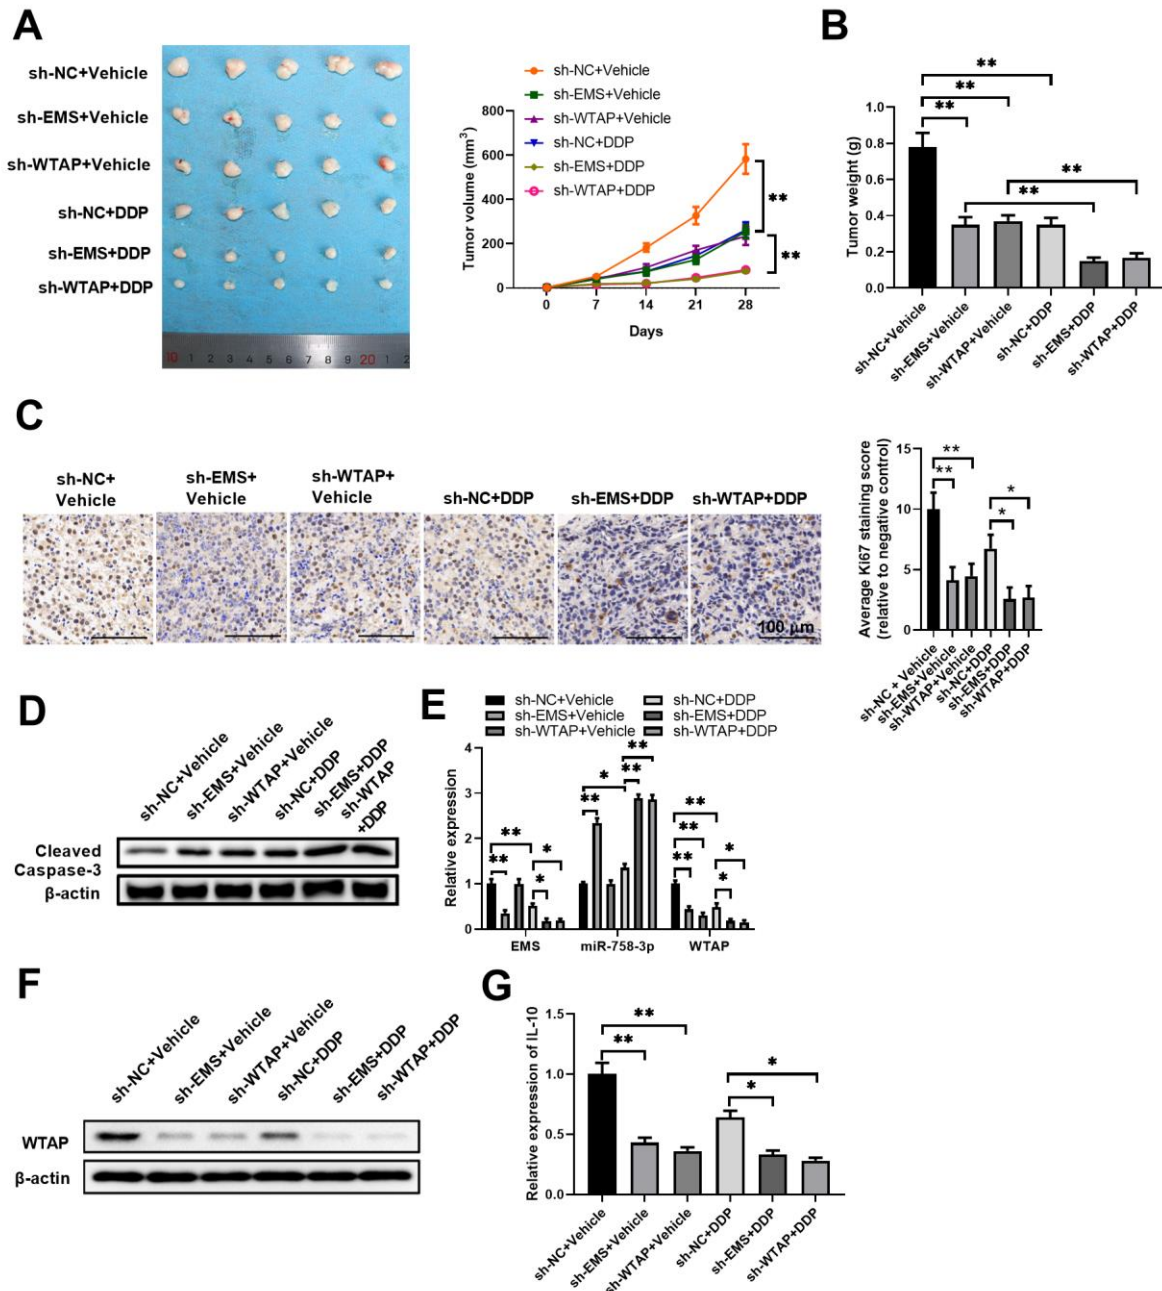 A
sh-NC+Vehicle
sh-EMS+Vehicle
sh-WTAP+Vehicle
sh-NC+DDP
sh-EMS+DDP
sh-WTAP+DDP
10 1 2 3 4 5 6 7 8 9 20 1 2
sh-NC+Vehicle
sh-EMS+Vehicle
sh-WTAP+Vehicle
sh-NC+DDP
sh-EMS+DDP
sh-WTAP+DDP
Tumor volume (mm³)
800
600
400
200
0
**
**
0 7 14 21 28
Days
B
Tumor weight (g)
1.0
0.8
0.6
0.4
0.2
0.0
**
**
**
**
**
sh-NC+Vehicle
sh-EMS+Vehicle
sh-WTAP+Vehicle
sh-NC+DDP
sh-EMS+DDP
sh-WTAP+DDP
C
sh-NC+
Vehicle
sh-EMS+
Vehicle
sh-WTAP+
Vehicle
sh-NC+DDP
sh-EMS+DDP
sh-WTAP+DDP
100 μm
Average Ki67 staining score
(relative to negative control)
15
10
5
0
**
**
*
*
sh-NC + Vehicle
sh-EMS+Vehicle
sh-WTAP+Vehicle
sh-NC+DDP
sh-EMS+DDP
sh-WTAP+DDP
D
sh-NC+Vehicle
sh-EMS+Vehicle
sh-WTAP+Vehicle
sh-NC+DDP
sh-EMS+DDP
sh-WTAP
+DDP
Cleaved
Caspase-3
β-actin
E
sh-NC+Vehicle
sh-EMS+Vehicle
sh-WTAP+Vehicle
sh-NC+DDP
sh-EMS+DDP
sh-WTAP+DDP
Relative expression
4
3
2
1
0
**
**
*
*
*
**
**
**
**
**
**
*
*
EMS
miR-758-3p
WTAP
F
sh-NC+Vehicle
sh-EMS+Vehicle
sh-WTAP+Vehicle
sh-NC+DDP
sh-EMS+DDP
sh-WTAP+DDP
WTAP
β-actin
G
Relative expression of IL-10
1.5
1.0
0.5
0.0
**
**
*
*
sh-NC+Vehicle
sh-EMS+Vehicle
sh-WTAP+Vehicle
sh-NC+DDP
sh-EMS+DDP
sh-WTAP+DDP